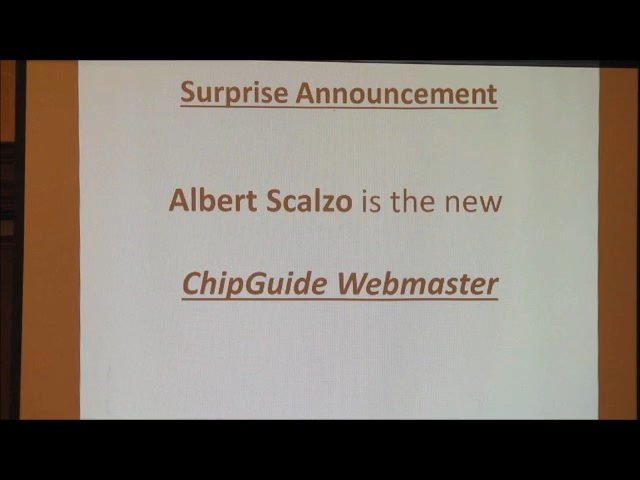 Surprise Announcement
Albert Scalzo is the new
ChipGuide Webmaster